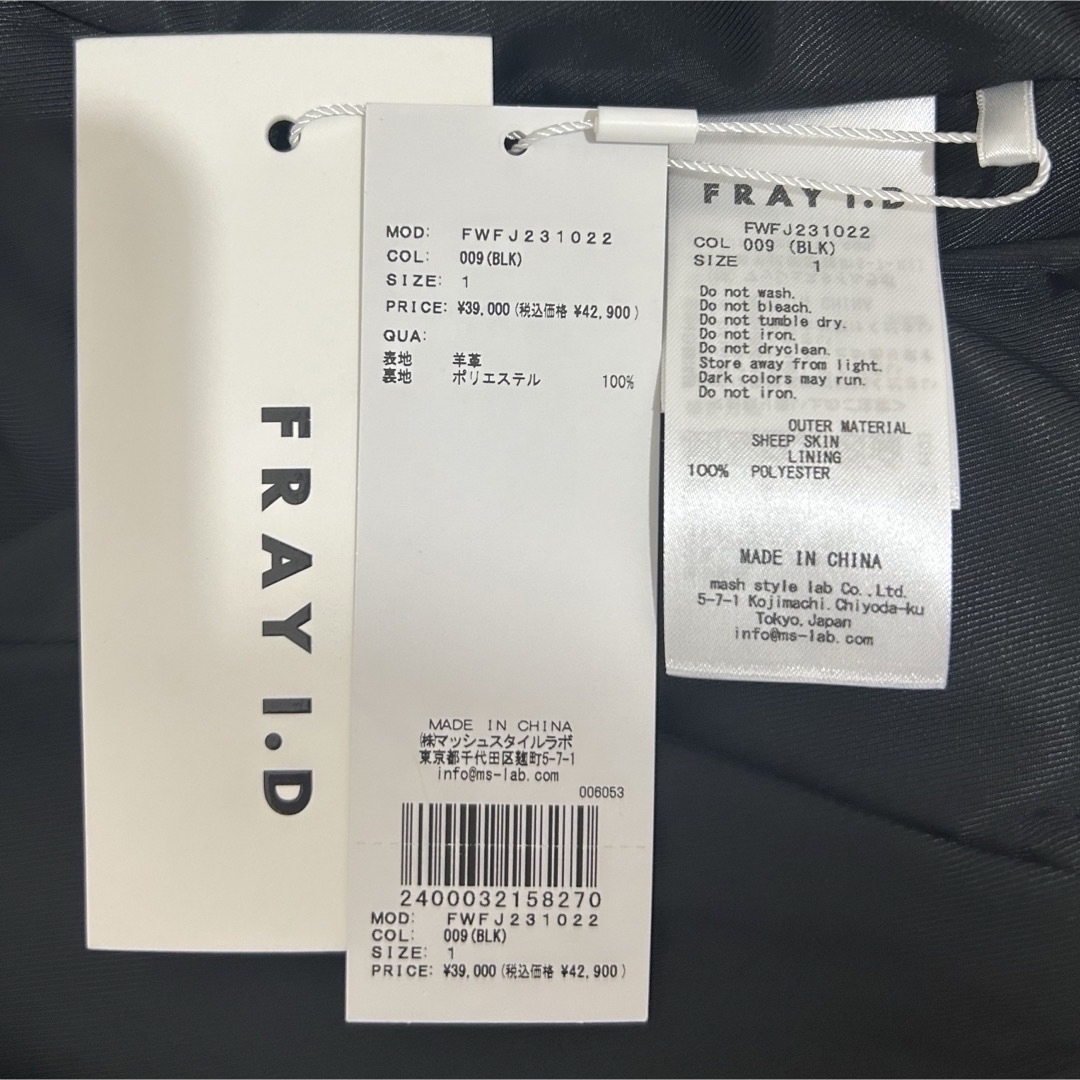 FRAY I.D
MOD: FWFJ231022
COL: 009(BLK)
SIZE: 1
PRICE: ¥39,000(税込価格 ¥42,900)
QUA:
表地 羊革
裏地 ポリエステル 100%
MADE IN CHINA
㈱マッシュスタイルラボ
東京都千代田区麹町5-7-1
info@ms-lab.com
006053
2400032158270
MOD: FWFJ231022
COL: 009(BLK)
SIZE: 1
PRICE: ¥39,000(税込価格 ¥42,900)
FRAY I.D
FWFJ231022
COL 009 (BLK)
SIZE 1
Do not wash.
Do not bleach.
Do not tumble dry.
Do not iron.
Do not dryclean.
Store away from light.
Dark colors may run.
Do not iron.
OUTER MATERIAL
SHEEP SKIN
LINING
100% POLYESTER
MADE IN CHINA
mash style lab Co.,Ltd.
5-7-1 Kojimachi.Chiyoda-ku
Tokyo,Japan
info@ms-lab.com